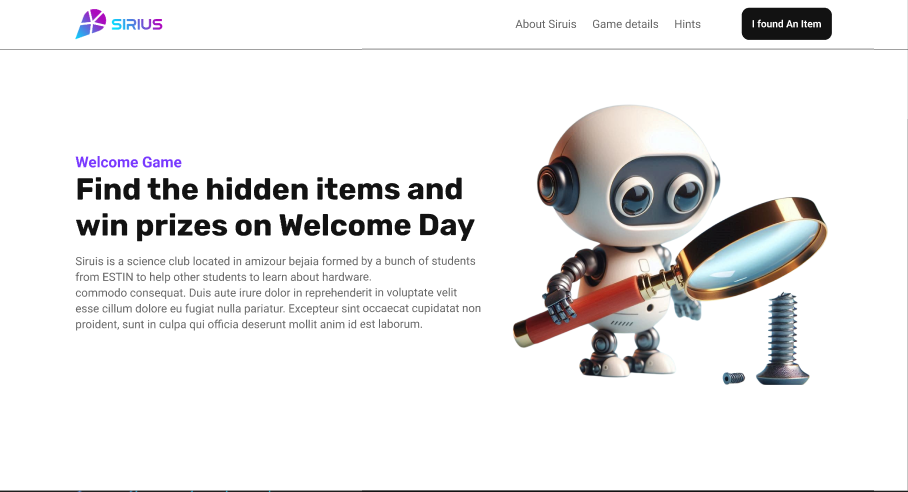 SIRIUS
About Siruis
Game details
Hints
I found An Item
Welcome Game
Find the hidden items and
win prizes on Welcome Day
Siruis is a science club located in amizour bejaia formed by a bunch of students
from ESTIN to help other students to learn about hardware.
commodo consequat. Duis aute irure dolor in reprehenderit in voluptate velit
esse cillum dolore eu fugiat nulla pariatur. Excepteur sint occaecat cupidatat non
proident, sunt in culpa qui officia deserunt mollit anim id est laborum.